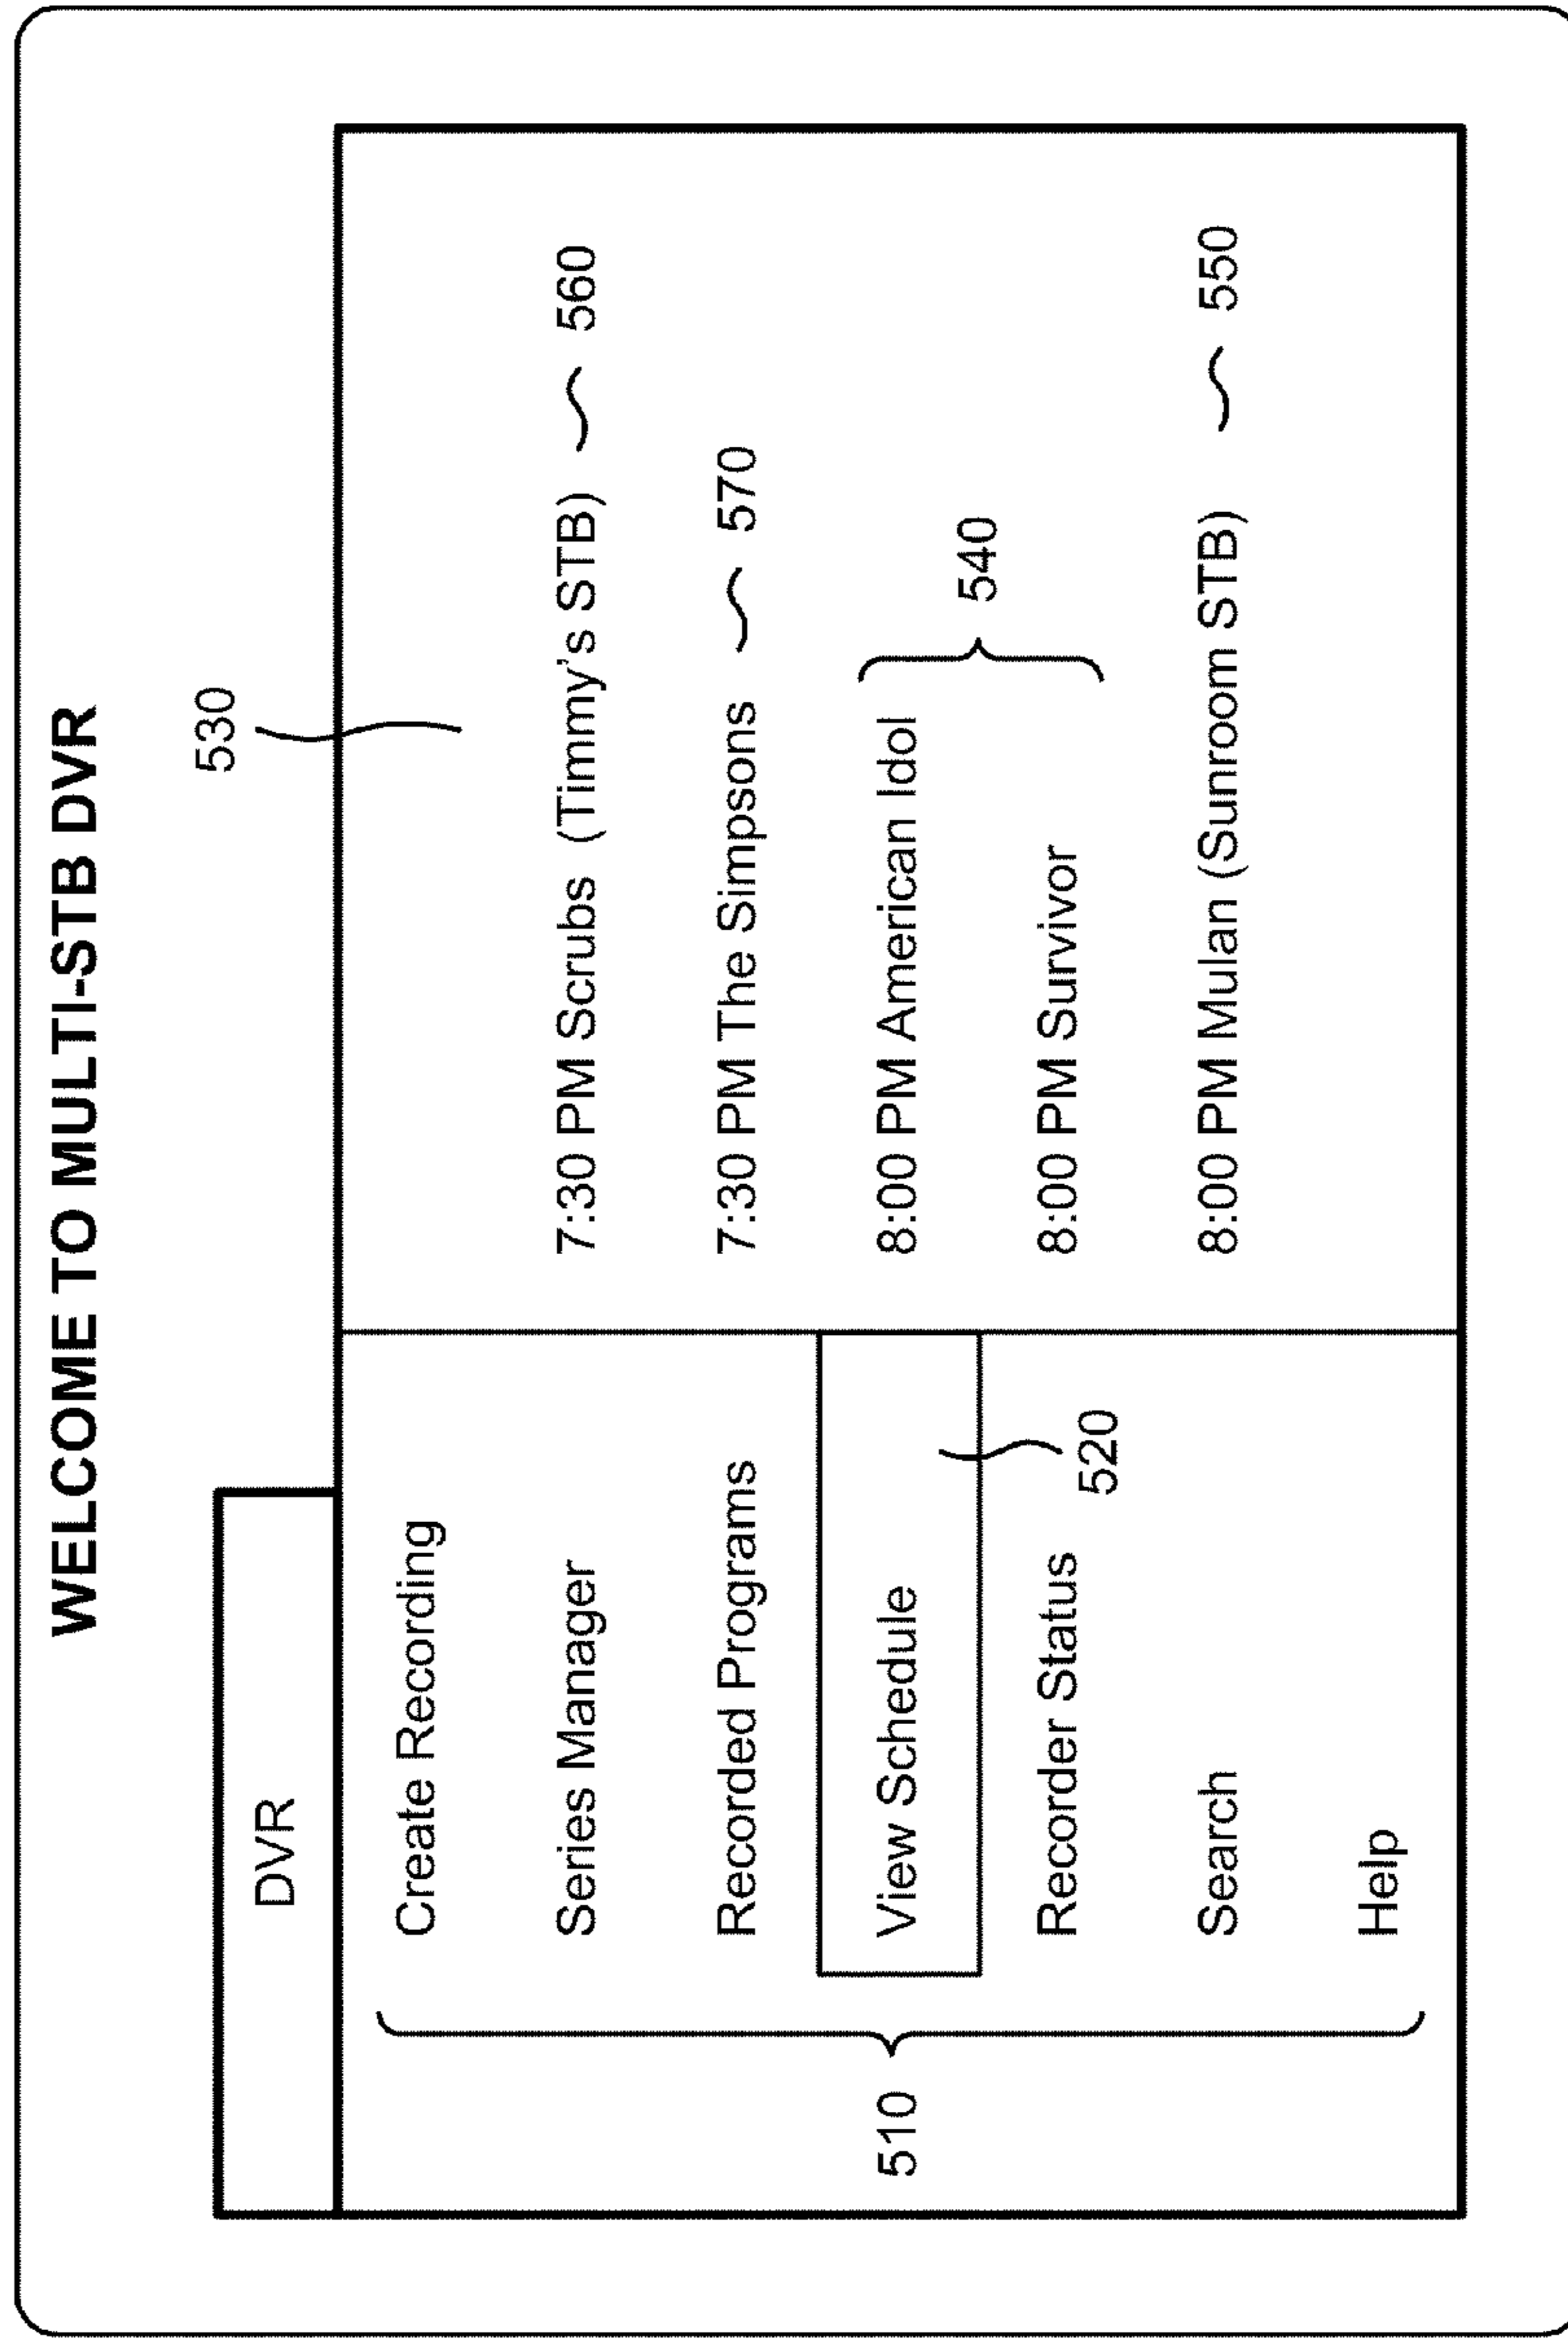 WELCOME TO MULTI-STB DVR
530
DVR
Create Recording
Series Manager
Recorded Programs
View Schedule
Recorder Status
Search
Help
510
520
7:30 PM Scrubs (Timmy's STB) 560
7:30 PM The Simpsons 570
8:00 PM American Idol
540
8:00 PM Survivor
8:00 PM Mulan (Sunroom STB) 550